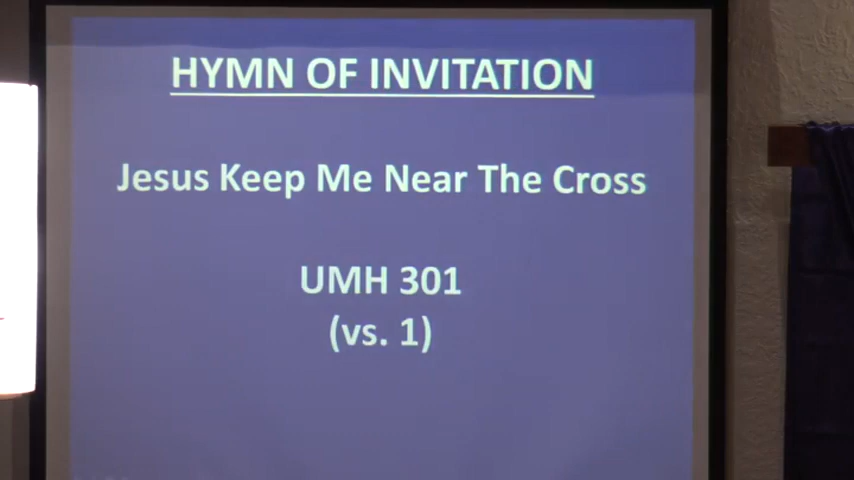 HYMN OF INVITATION
Jesus Keep Me Near The Cross
UMH 301
(vs. 1)